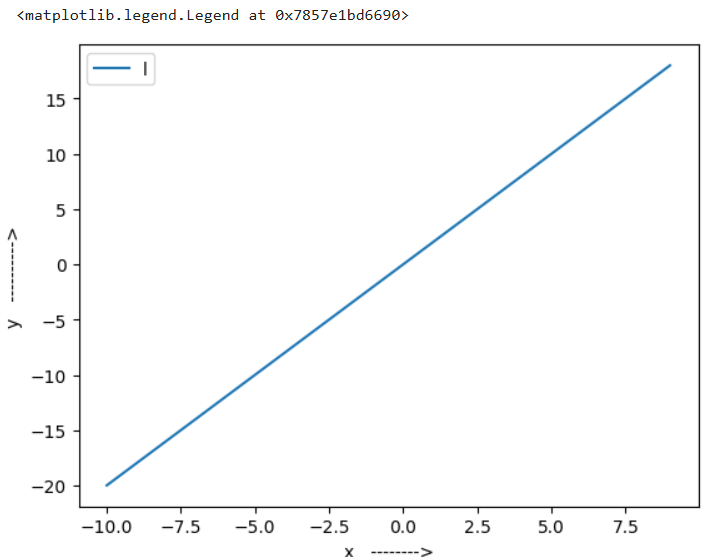 <matplotlib.legend.Legend at 0x7857e1bd6690>
l
15
10
5
0
−5
−10
−15
−20
y ---------->
−10.0 −7.5 −5.0 −2.5 0.0 2.5 5.0 7.5
x -------->